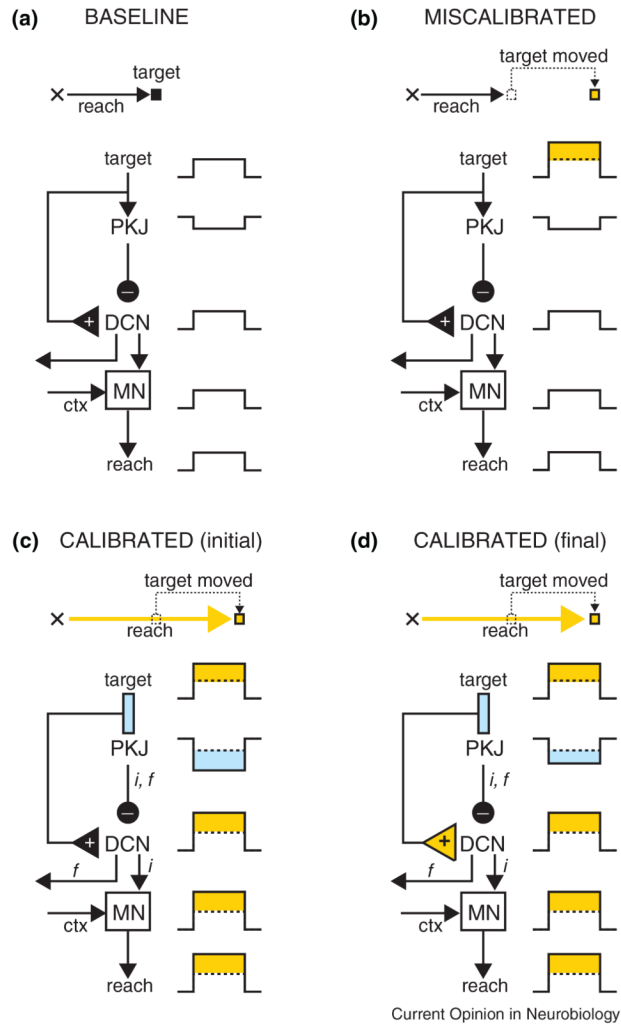 (a) BASELINE
target
×
reach
target
PKJ
–
+
DCN
MN
ctx
reach
(b) MISCALIBRATED
target moved
×
reach
target
PKJ
–
+
DCN
MN
ctx
reach
(c) CALIBRATED (initial)
target moved
×
reach
target
PKJ
i, f
–
+
DCN
f
i
MN
ctx
reach
(d) CALIBRATED (final)
target moved
×
reach
target
PKJ
i, f
–
+
DCN
f
i
MN
ctx
reach
Current Opinion in Neurobiology